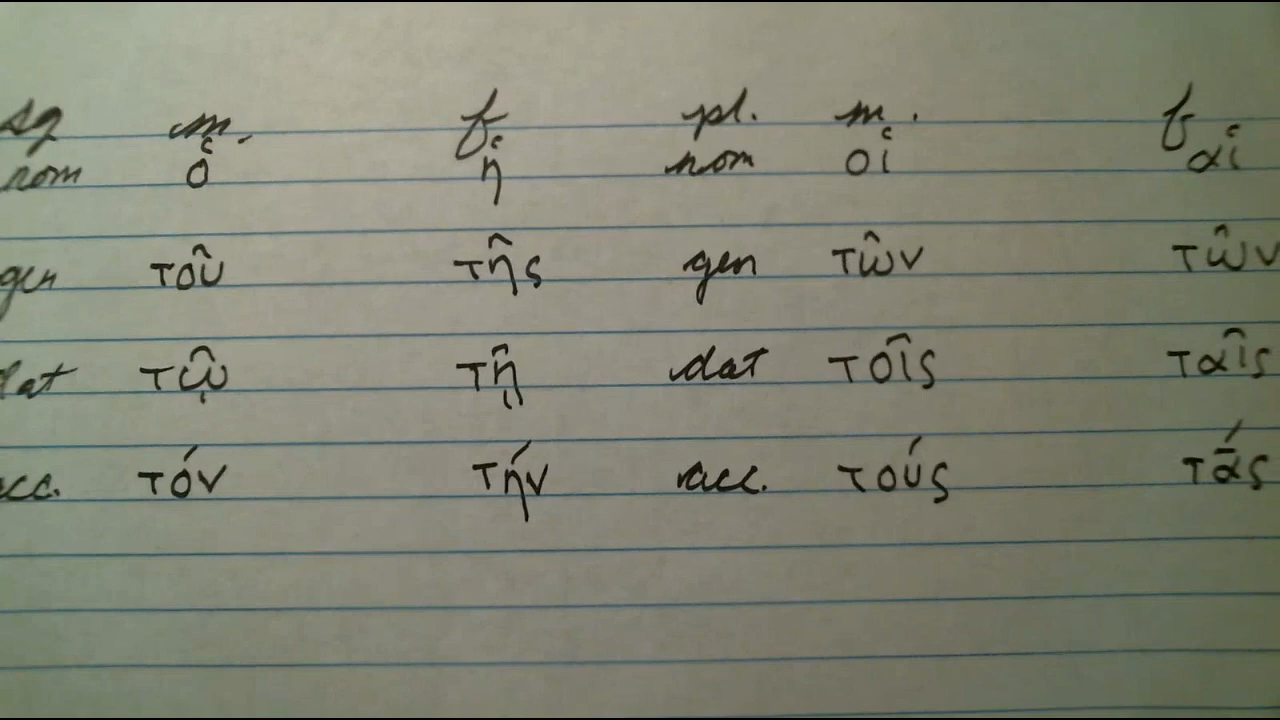 sg m. f pl. m. f
nom ὁ ἡ nom οἱ αἱ
gen τοῦ τῆς gen τῶν τῶν
dat τῷ τῇ dat τοῖς ταῖς
acc. τόν τήν acc. τούς τᾱ́ς